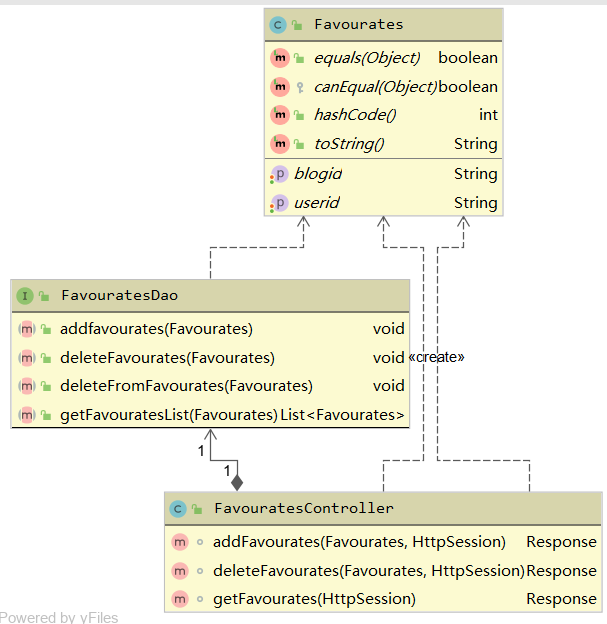 C Favourates
m equals(Object) boolean
m canEqual(Object) boolean
m hashCode() int
m toString() String
p blogid String
p userid String
I FavouratesDao
m addfavourates(Favourates) void
m deleteFavourates(Favourates) void
«create»
m deleteFromFavourates(Favourates) void
m getFavouratesList(Favourates) List<Favourates>
1
1
C FavouratesController
m addFavourates(Favourates, HttpSession) Response
m deleteFavourates(Favourates, HttpSession) Response
m getFavourates(HttpSession) Response
Powered by yFiles